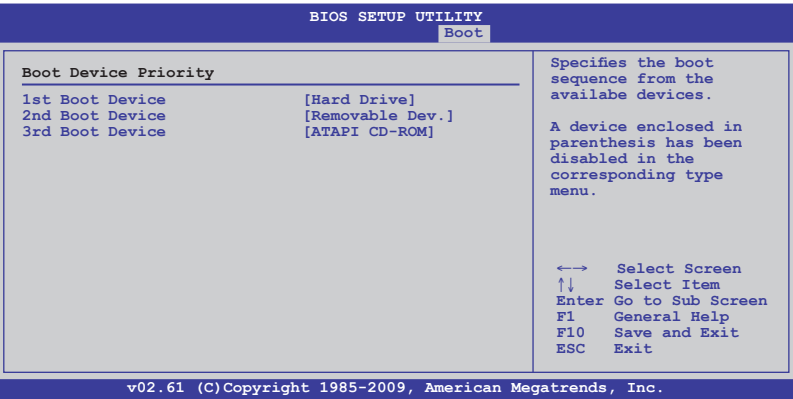 BIOS SETUP UTILITY
Boot
Boot Device Priority
1st Boot Device [Hard Drive]
2nd Boot Device [Removable Dev.]
3rd Boot Device [ATAPI CD-ROM]
Specifies the boot
sequence from the
availabe devices.
A device enclosed in
parenthesis has been
disabled in the
corresponding type
menu.
←→ Select Screen
↑↓ Select Item
Enter Go to Sub Screen
F1 General Help
F10 Save and Exit
ESC Exit
v02.61 (C)Copyright 1985-2009, American Megatrends, Inc.